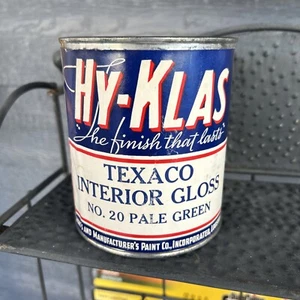 HY-KLAS
"The finish that lasts"
TEXACO
INTERIOR GLOSS
NO. 20 PALE GREEN
AND MANUFACTURER'S PAINT CO., INCORPORATED,